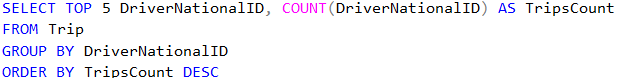 SELECT TOP 5 DriverNationalID, COUNT(DriverNationalID) AS TripsCount
FROM Trip
GROUP BY DriverNationalID
ORDER BY TripsCount DESC